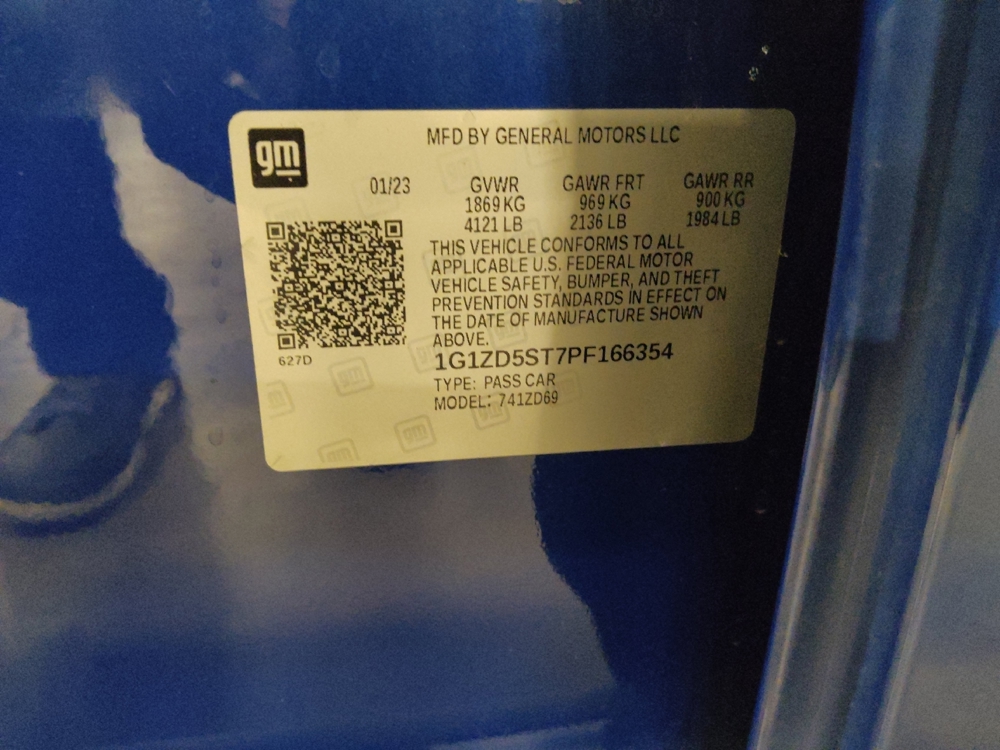 gm
MFD BY GENERAL MOTORS LLC
01/23 GVWR GAWR FRT GAWR RR
1869 KG 969 KG 900 KG
4121 LB 2136 LB 1984 LB
THIS VEHICLE CONFORMS TO ALL
APPLICABLE U.S. FEDERAL MOTOR
VEHICLE SAFETY, BUMPER, AND THEFT
PREVENTION STANDARDS IN EFFECT ON
THE DATE OF MANUFACTURE SHOWN
ABOVE.
627D
1G1ZD5ST7PF166354
TYPE: PASS CAR
MODEL: 741ZD69